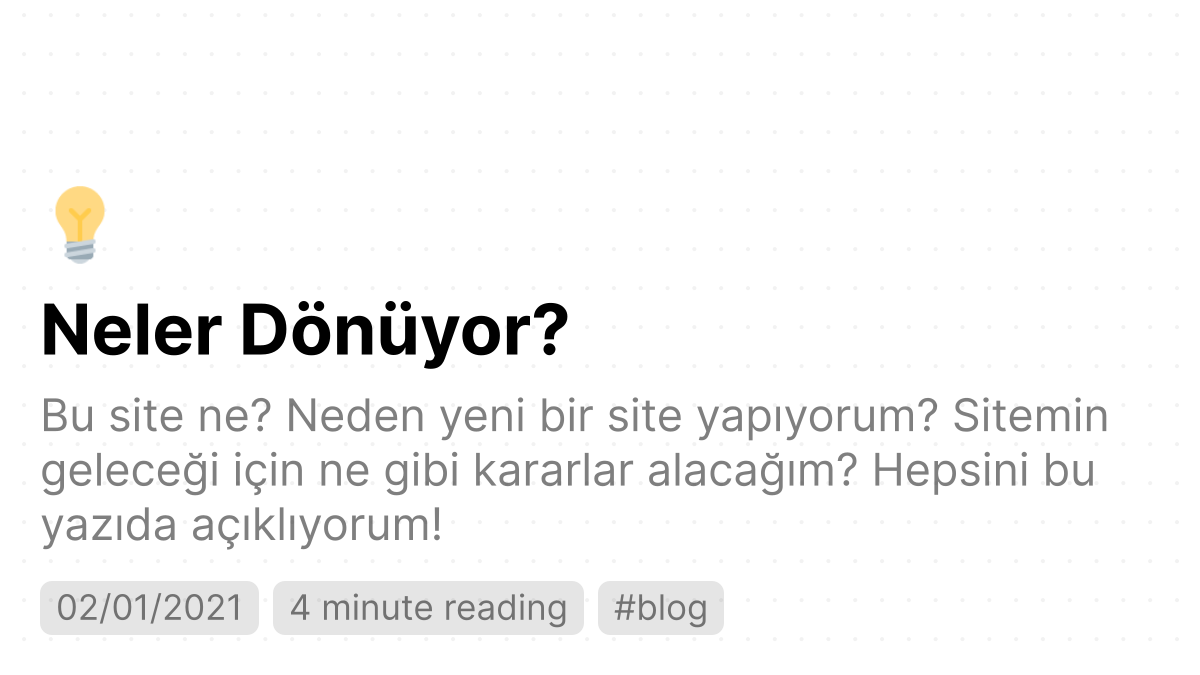 Neler Dönüyor?
Bu site ne? Neden yeni bir site yapıyorum? Sitemin
geleceği için ne gibi kararlar alacağım? Hepsini bu
yazıda açıklıyorum!
02/01/2021 4 minute reading #blog